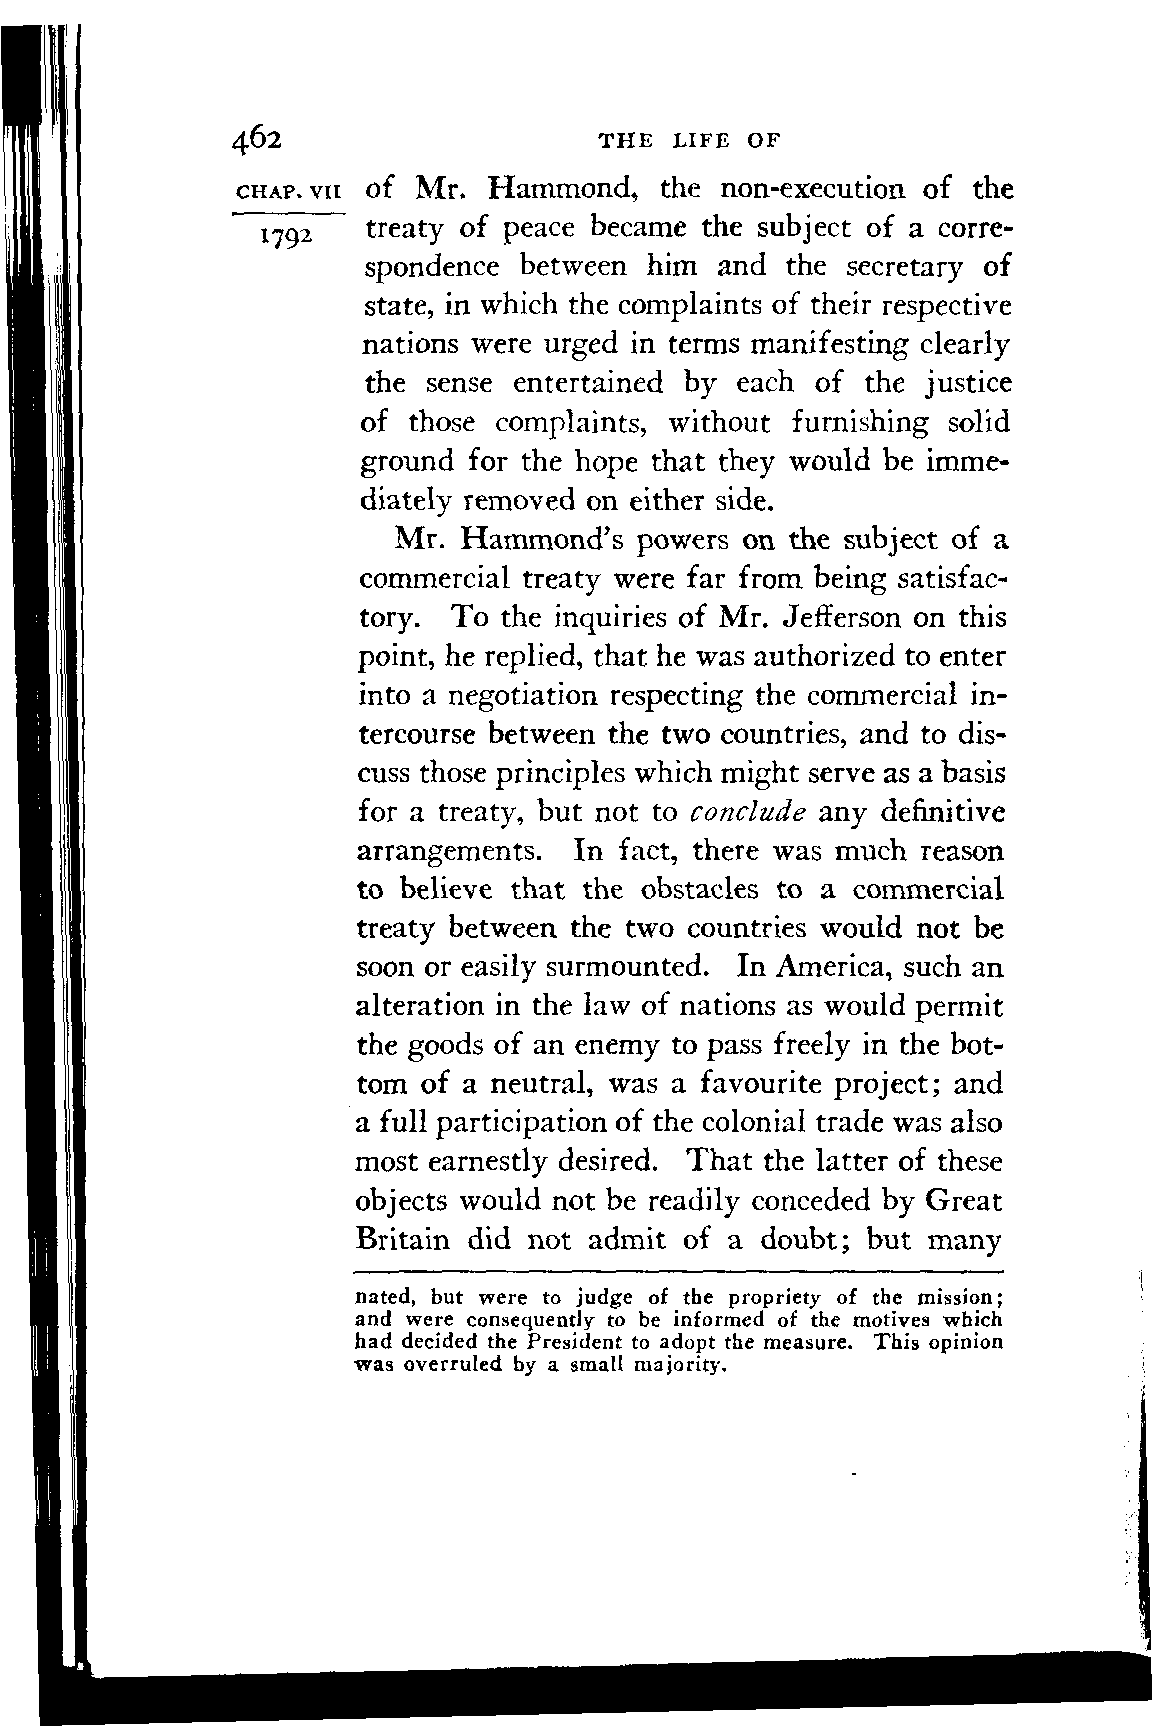 462 THE LIFE OF
CHAP. VII of Mr. Hammond, the non-execution of the
1792 treaty of peace became the subject of a corre-
spondence between him and the secretary of
state, in which the complaints of their respective
nations were urged in terms manifesting clearly
the sense entertained by each of the justice
of those complaints, without furnishing solid
ground for the hope that they would be imme-
diately removed on either side.
Mr. Hammond's powers on the subject of a
commercial treaty were far from being satisfac-
tory. To the inquiries of Mr. Jefferson on this
point, he replied, that he was authorized to enter
into a negotiation respecting the commercial in-
tercourse between the two countries, and to dis-
cuss those principles which might serve as a basis
for a treaty, but not to conclude any definitive
arrangements. In fact, there was much reason
to believe that the obstacles to a commercial
treaty between the two countries would not be
soon or easily surmounted. In America, such an
alteration in the law of nations as would permit
the goods of an enemy to pass freely in the bot-
tom of a neutral, was a favourite project; and
a full participation of the colonial trade was also
most earnestly desired. That the latter of these
objects would not be readily conceded by Great
Britain did not admit of a doubt; but many
nated, but were to judge of the propriety of the mission;
and were consequently to be informed of the motives which
had decided the President to adopt the measure. This opinion
was overruled by a small majority.